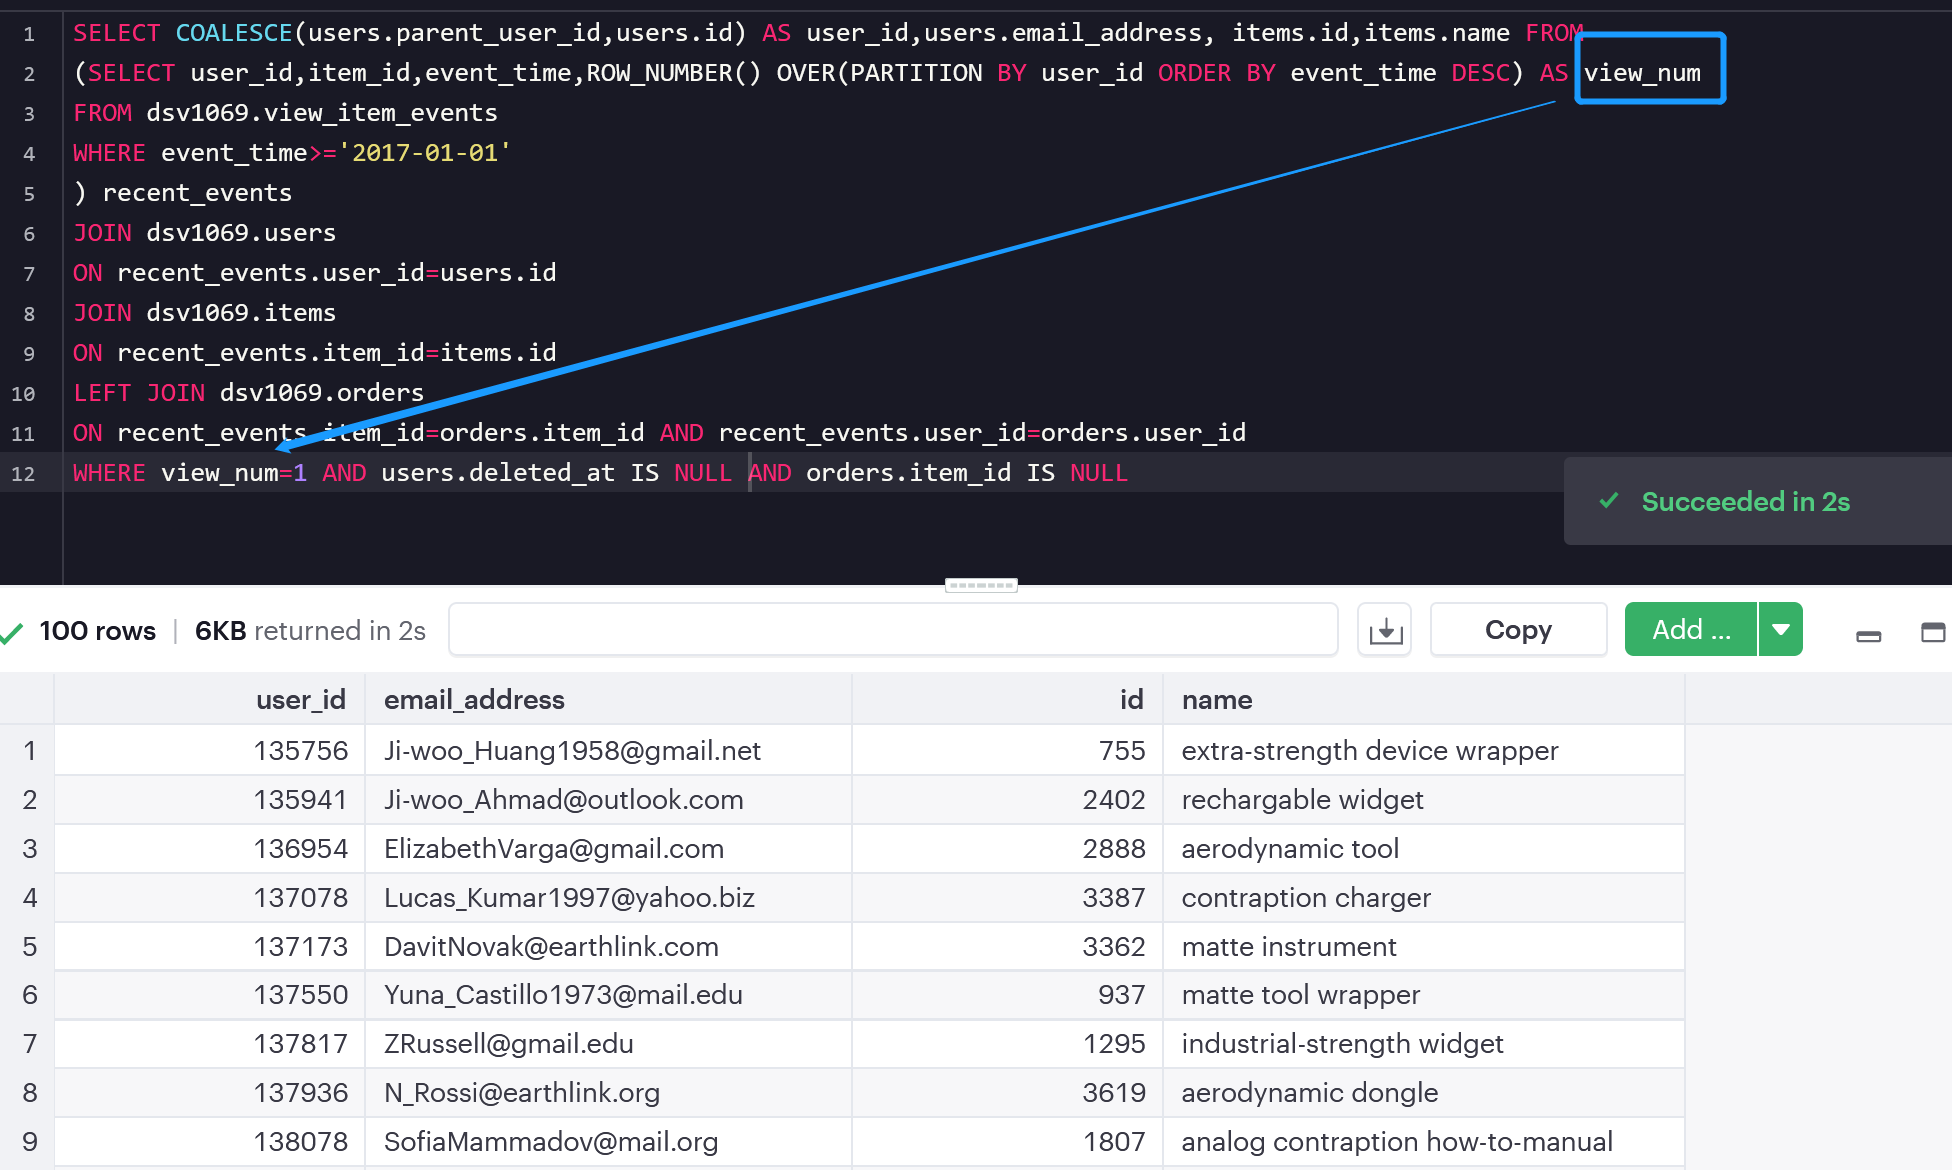 1 SELECT COALESCE(users.parent_user_id,users.id) AS user_id,users.email_address, items.id,items.name FROM
2 (SELECT user_id,item_id,event_time,ROW_NUMBER() OVER(PARTITION BY user_id ORDER BY event_time DESC) AS view_num
3 FROM dsv1069.view_item_events
4 WHERE event_time>='2017-01-01'
5 ) recent_events
6 JOIN dsv1069.users
7 ON recent_events.user_id=users.id
8 JOIN dsv1069.items
9 ON recent_events.item_id=items.id
10 LEFT JOIN dsv1069.orders
11 ON recent_events.item_id=orders.item_id AND recent_events.user_id=orders.user_id
12 WHERE view_num=1 AND users.deleted_at IS NULL AND orders.item_id IS NULL
Succeeded in 2s
100 rows | 6KB returned in 2s Copy Add ...
user_id email_address id name
1 135756 Ji-woo_Huang1958@gmail.net 755 extra-strength device wrapper
2 135941 Ji-woo_Ahmad@outlook.com 2402 rechargable widget
3 136954 ElizabethVarga@gmail.com 2888 aerodynamic tool
4 137078 Lucas_Kumar1997@yahoo.biz 3387 contraption charger
5 137173 DavitNovak@earthlink.com 3362 matte instrument
6 137550 Yuna_Castillo1973@mail.edu 937 matte tool wrapper
7 137817 ZRussell@gmail.edu 1295 industrial-strength widget
8 137936 N_Rossi@earthlink.org 3619 aerodynamic dongle
9 138078 SofiaMammadov@mail.org 1807 analog contraption how-to-manual